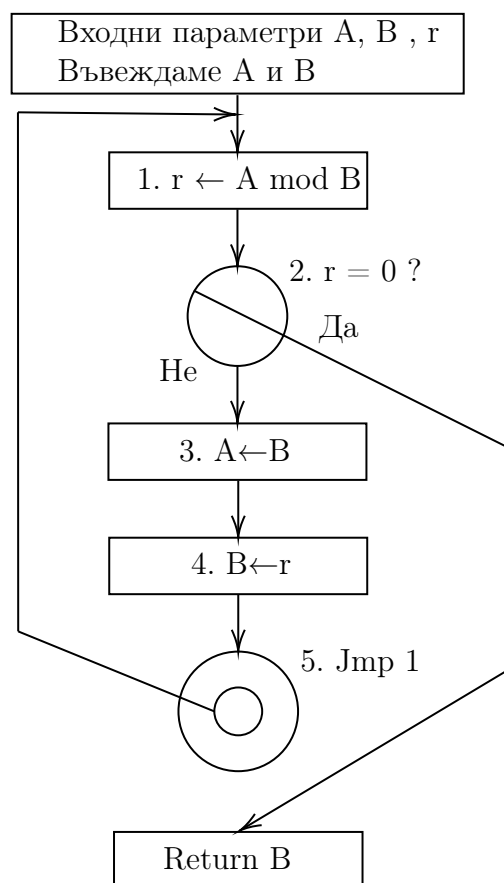 Входни параметри A, B , r
Въвеждаме A и B
1. r ← A mod B
2. r = 0 ?
Да
Не
3. A←B
4. B←r
5. Jmp 1
Return B